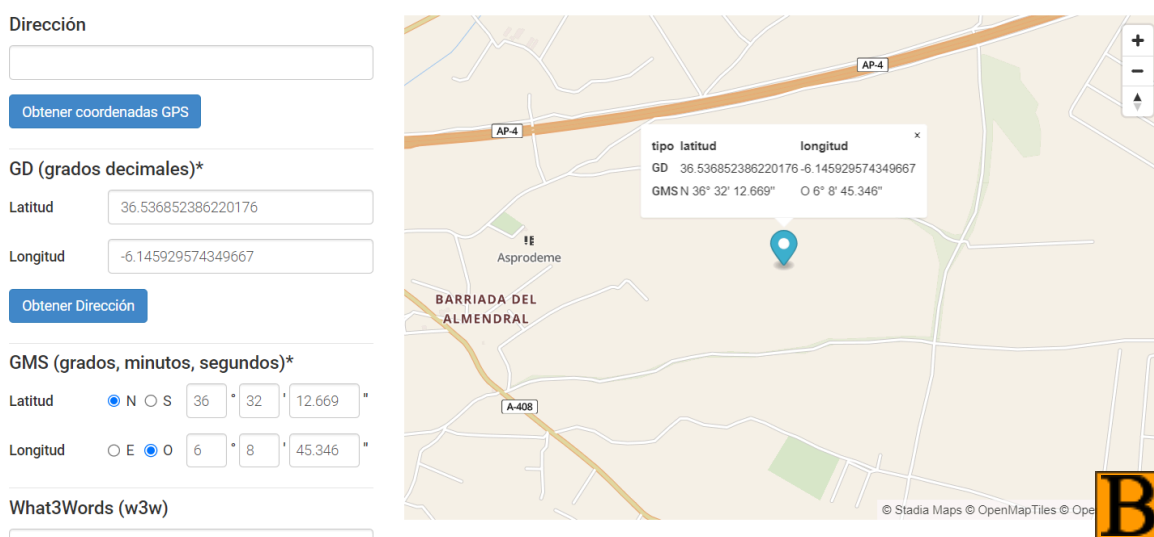 Dirección
Obtener coordenadas GPS
GD (grados decimales)*
Latitud 36.536852386220176
Longitud -6.145929574349667
Obtener Dirección
GMS (grados, minutos, segundos)*
Latitud N S 36 ° 32 ' 12.669 "
Longitud E O 6 ° 8 ' 45.346 "
What3Words (w3w)
+
−
AP-4
AP-4
×
tipo latitud longitud
GD 36.536852386220176 -6.145929574349667
GMS N 36° 32' 12.669" O 6° 8' 45.346"
Asprodeme
BARRIADA DEL
ALMENDRAL
A-408
© Stadia Maps © OpenMapTiles © Ope
B